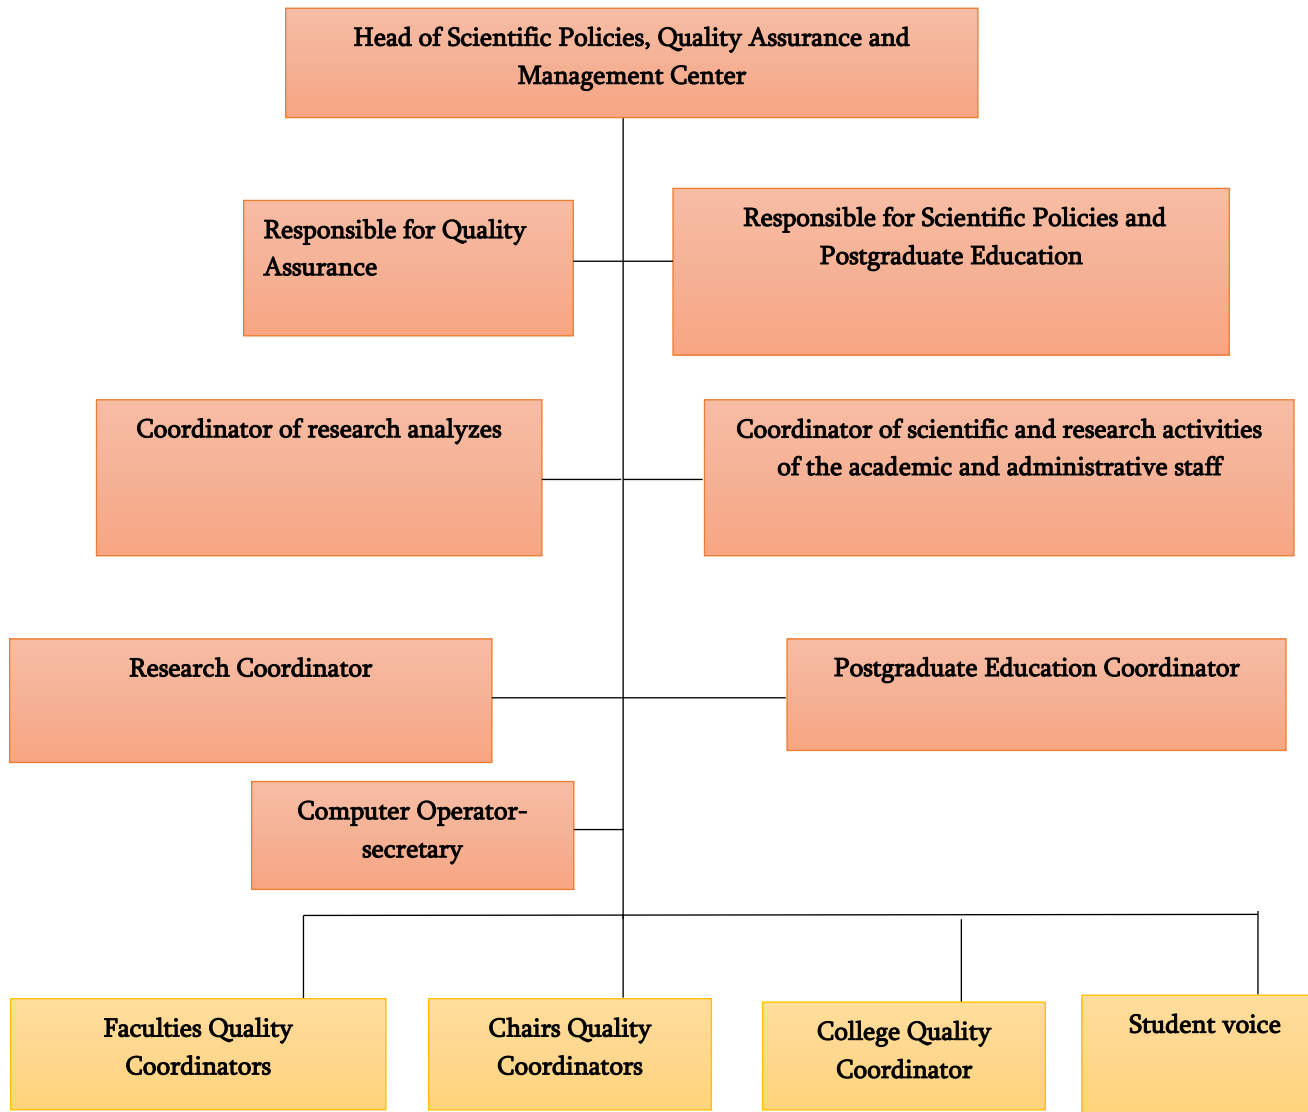 Head of Scientific Policies, Quality Assurance and
Management Center
Responsible for Quality
Assurance
Responsible for Scientific Policies and
Postgraduate Education
Coordinator of research analyzes
Coordinator of scientific and research activities
of the academic and administrative staff
Research Coordinator
Postgraduate Education Coordinator
Computer Operator-
secretary
Faculties Quality
Coordinators
Chairs Quality
Coordinators
College Quality
Coordinator
Student voice